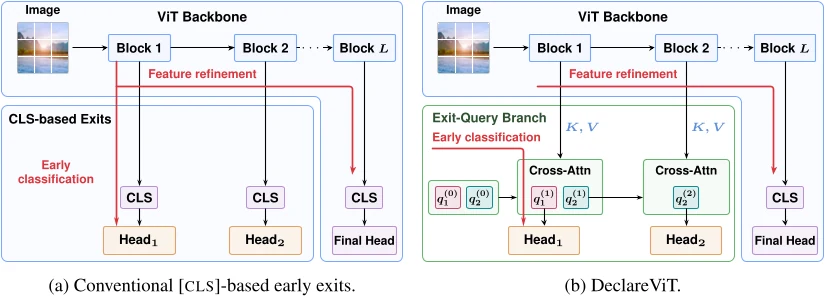 Image
ViT Backbone
Block 1
Block 2
Block L
Feature refinement
CLS-based Exits
Early
classification
CLS
CLS
CLS
Head₁
Head₂
Final Head
(a) Conventional [CLS]-based early exits.
Image
ViT Backbone
Block 1
Block 2
Block L
Feature refinement
Exit-Query Branch
Early classification
K, V
K, V
Cross-Attn
Cross-Attn
q₁⁽⁰⁾ q₂⁽⁰⁾
q₁⁽¹⁾ q₂⁽¹⁾
q₂⁽²⁾
CLS
Head₁
Head₂
Final Head
(b) DeclareViT.